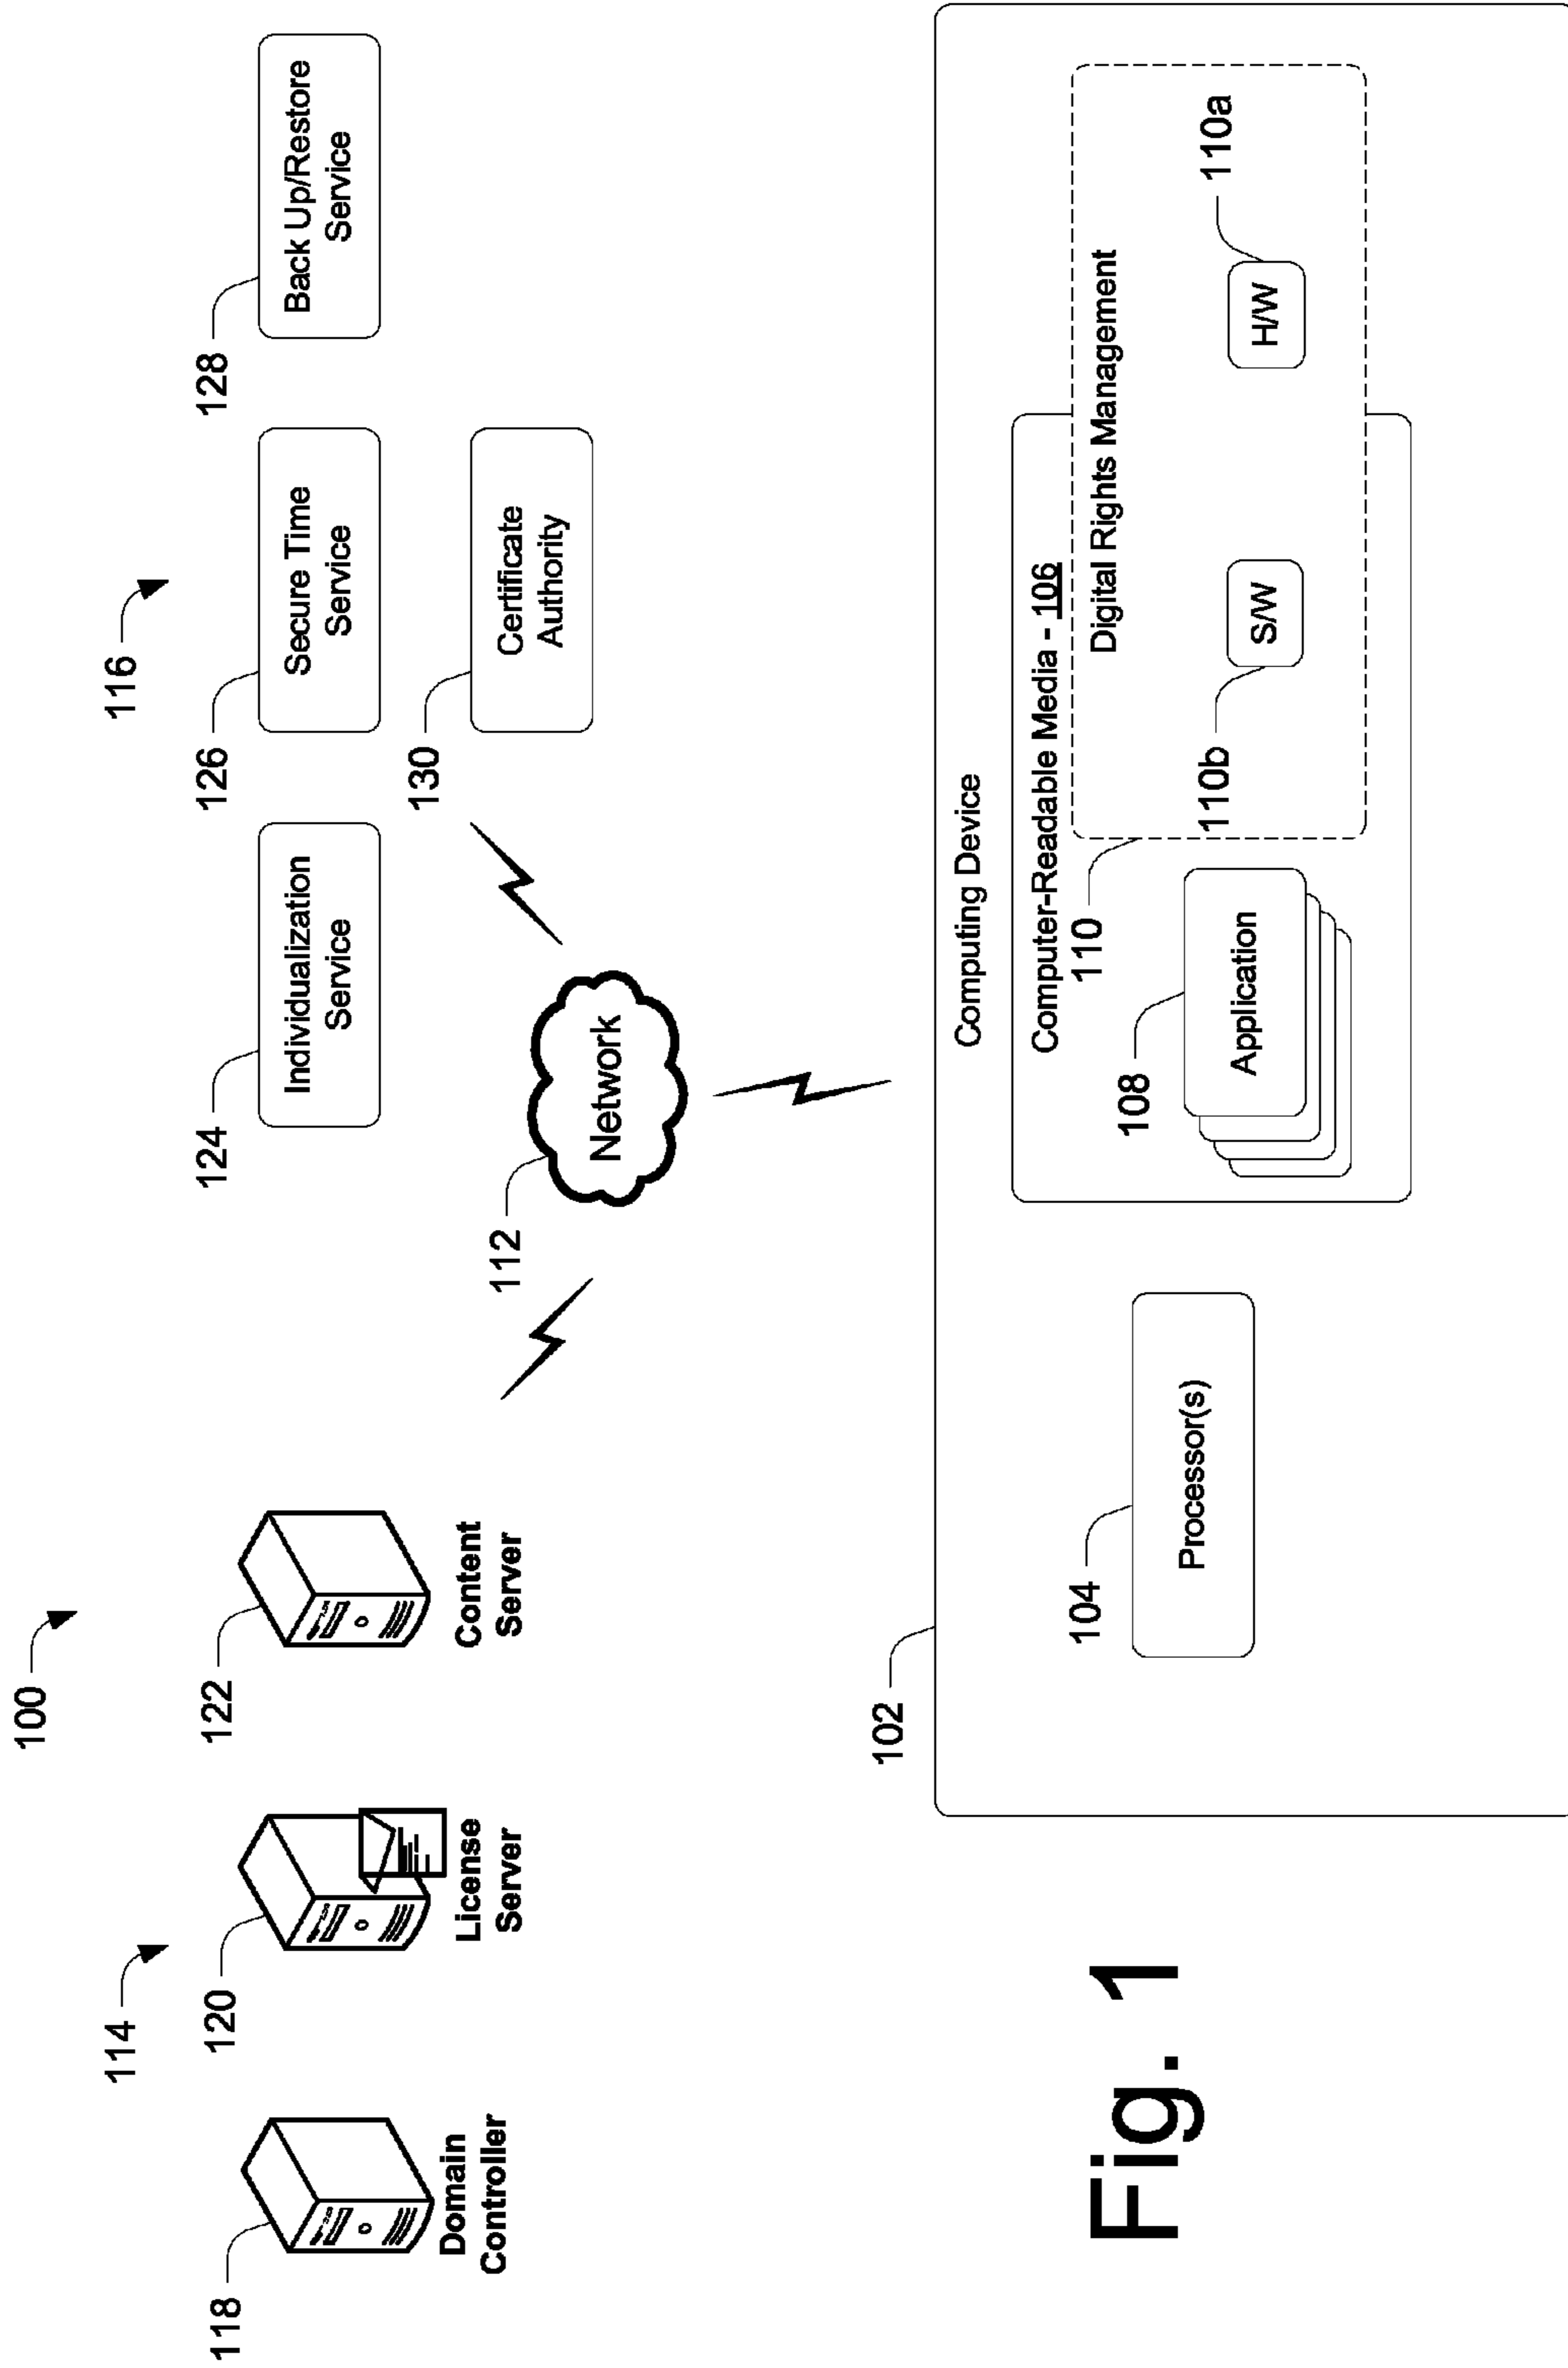 100
114
116
118
Domain
Controller
120
License
Server
122
Content
Server
124
Individualization
Service
126
Secure Time
Service
128
Back Up/Restore
Service
130
Certificate
Authority
112
Network
102
Computing Device
104
Processor(s)
Computer-Readable Media - 106
108
Application
110
Digital Rights Management
110b
S/W
110a
H/W
Fig. 1